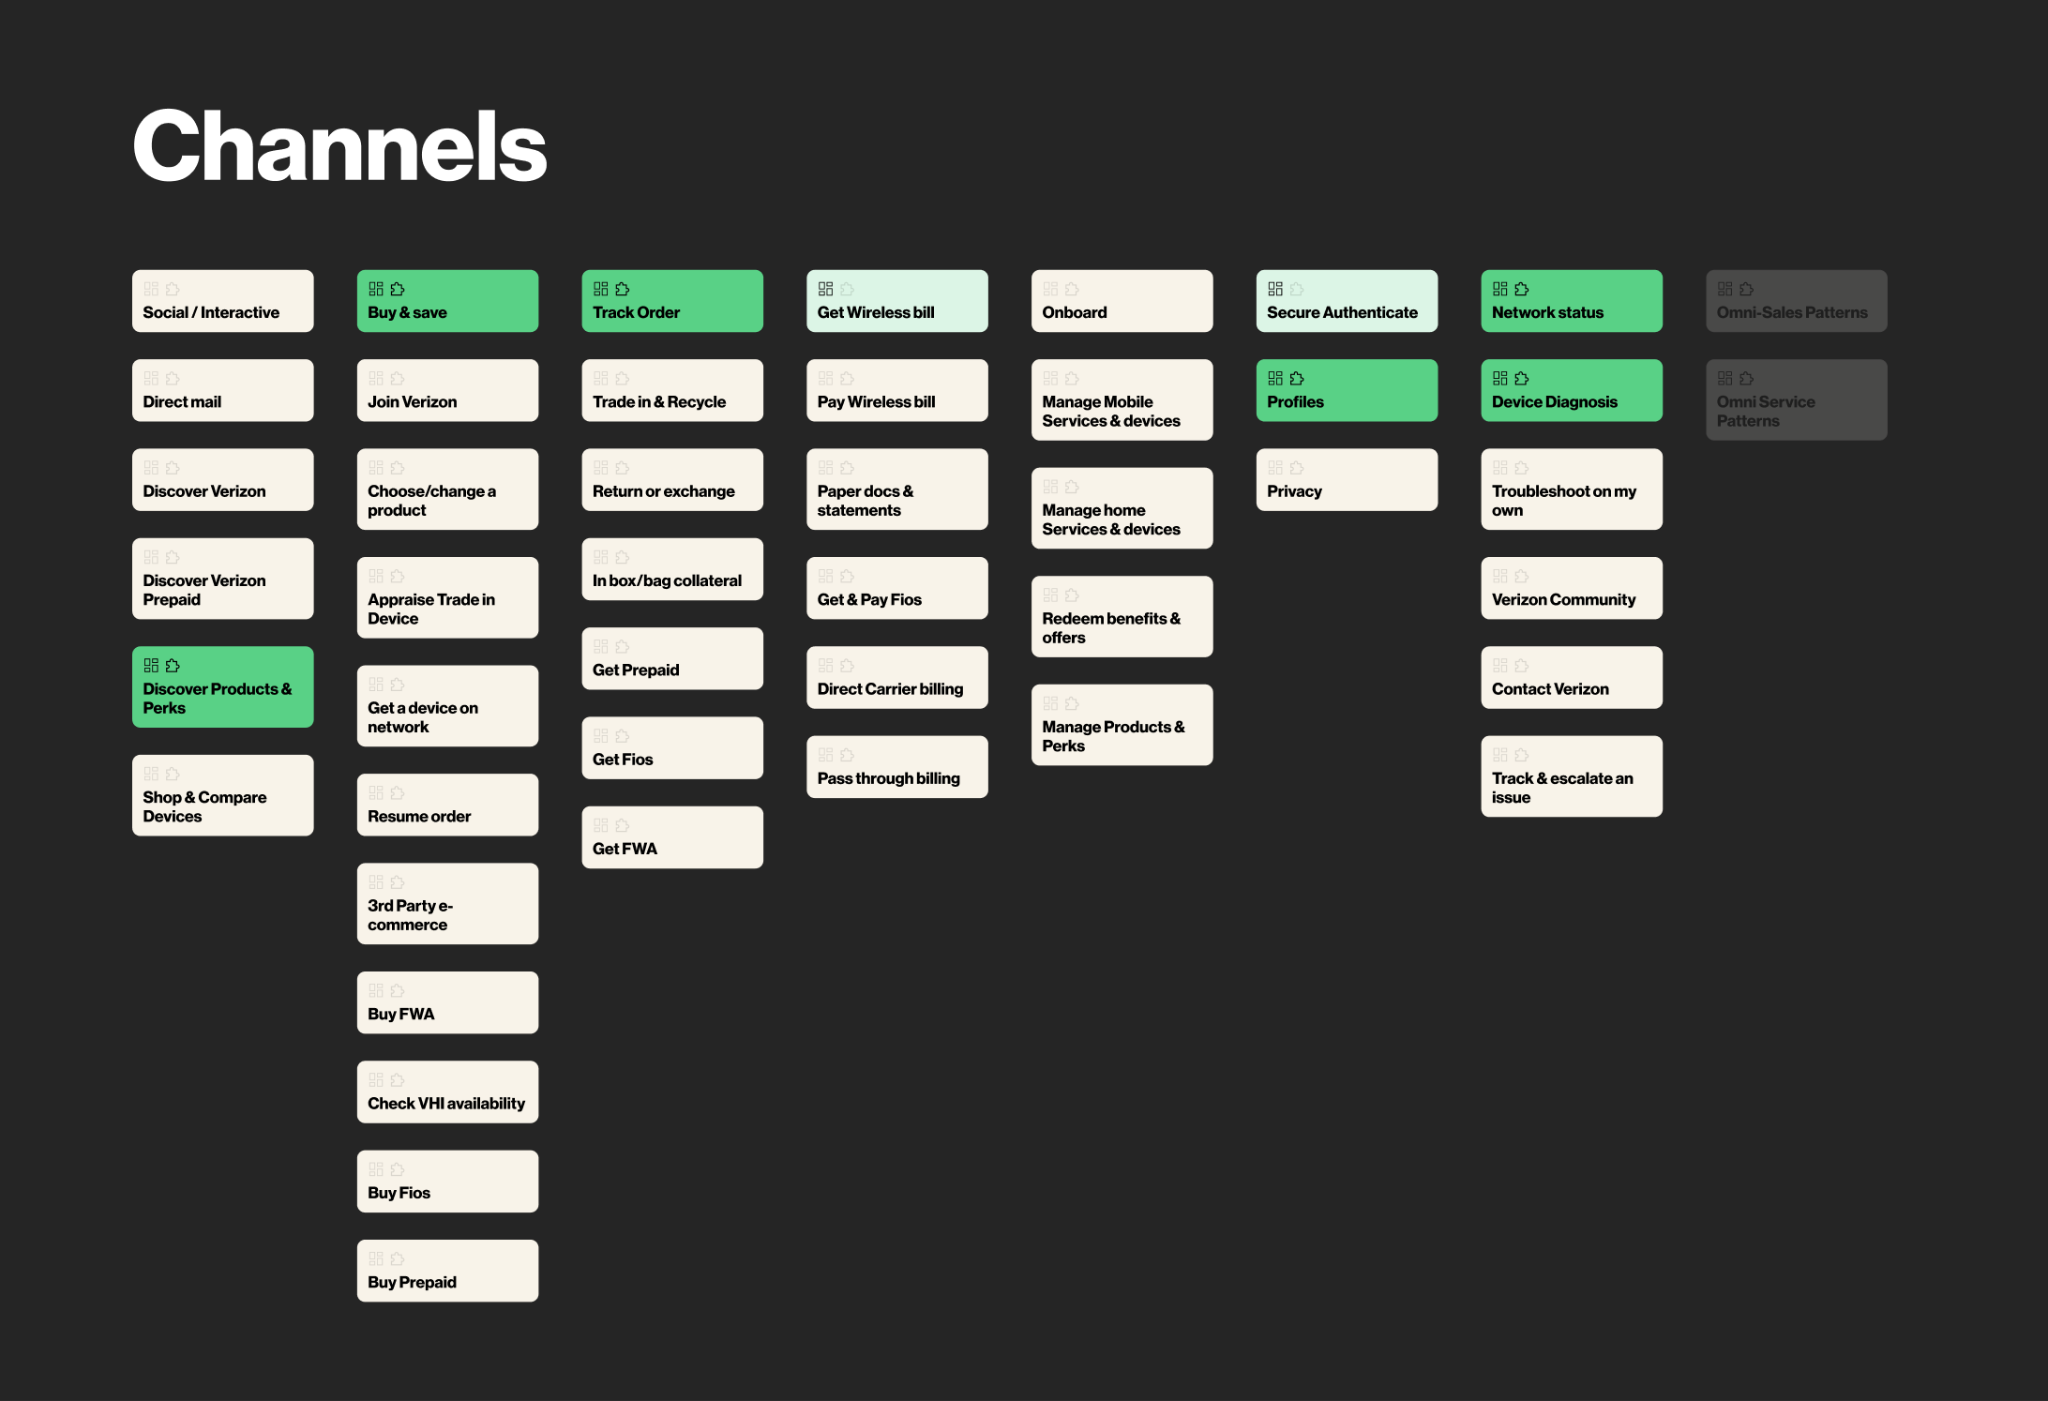 Channels
Social / Interactive
Direct mail
Discover Verizon
Discover Verizon
Prepaid
Discover Products &
Perks
Shop & Compare
Devices
Buy & save
Join Verizon
Choose/change a
product
Appraise Trade in
Device
Get a device on
network
Resume order
3rd Party e-
commerce
Buy FWA
Check VHI availability
Buy Fios
Buy Prepaid
Track Order
Trade in & Recycle
Return or exchange
In box/bag collateral
Get Prepaid
Get Fios
Get FWA
Get Wireless bill
Pay Wireless bill
Paper docs &
statements
Get & Pay Fios
Direct Carrier billing
Pass through billing
Onboard
Manage Mobile
Services & devices
Manage home
Services & devices
Redeem benefits &
offers
Manage Products &
Perks
Secure Authenticate
Profiles
Privacy
Network status
Device Diagnosis
Troubleshoot on my
own
Verizon Community
Contact Verizon
Track & escalate an
issue
Omni-Sales Patterns
Omni Service
Patterns